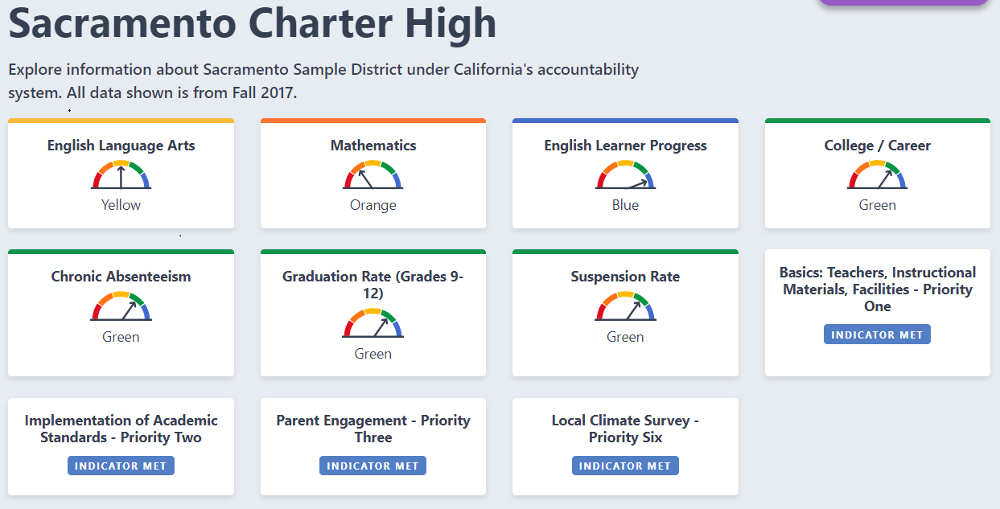 Sacramento Charter High
Explore information about Sacramento Sample District under California's accountability
system. All data shown is from Fall 2017.
English Language Arts
Yellow
Mathematics
Orange
English Learner Progress
Blue
College / Career
Green
Chronic Absenteeism
Green
Graduation Rate (Grades 9-
12)
Green
Suspension Rate
Green
Basics: Teachers, Instructional
Materials, Facilities - Priority
One
INDICATOR MET
Implementation of Academic
Standards - Priority Two
INDICATOR MET
Parent Engagement - Priority
Three
INDICATOR MET
Local Climate Survey -
Priority Six
INDICATOR MET